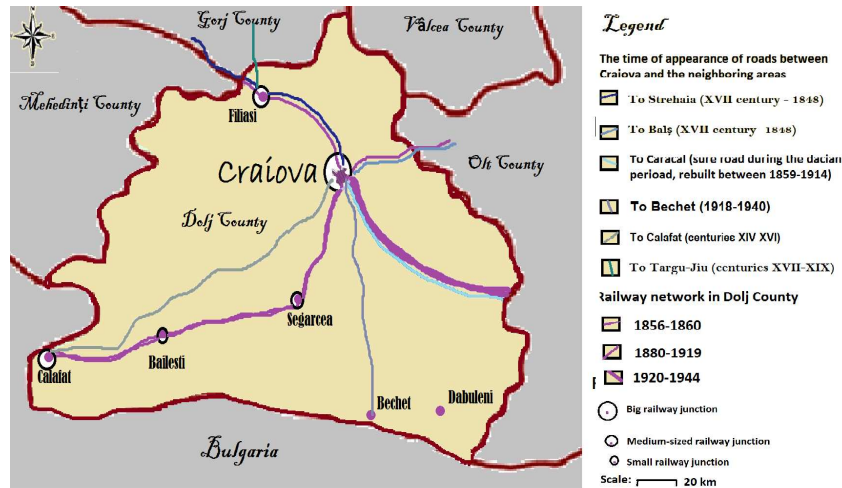 Gorj County
Vâlcea County
Mehedinți County
Filiasi
Craiova
Olt County
Dolj County
Segarcea
Bailesti
Calafat
Bechet
Dabuleni
Bulgaria
Legend
The time of appearance of roads between
Craiova and the neighboring areas
To Strehaia (XVII century - 1848)
To Balș (XVII century 1848)
To Caracal (sure road during the dacian
perioad, rebuilt between 1859-1914)
To Bechet (1918-1940)
To Calafat (centuries XIV XVI)
To Targu-Jiu (centuries XVII-XIX)
Railway network in Dolj County
1856-1860
1880-1919
1920-1944
Big railway junction
Medium-sized railway junction
Small railway junction
Scale: 20 km